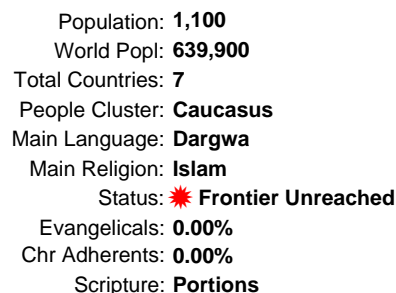 Population: 1,100
World Popl: 639,900
Total Countries: 7
People Cluster: Caucasus
Main Language: Dargwa
Main Religion: Islam
Status: Frontier Unreached
Evangelicals: 0.00%
Chr Adherents: 0.00%
Scripture: Portions